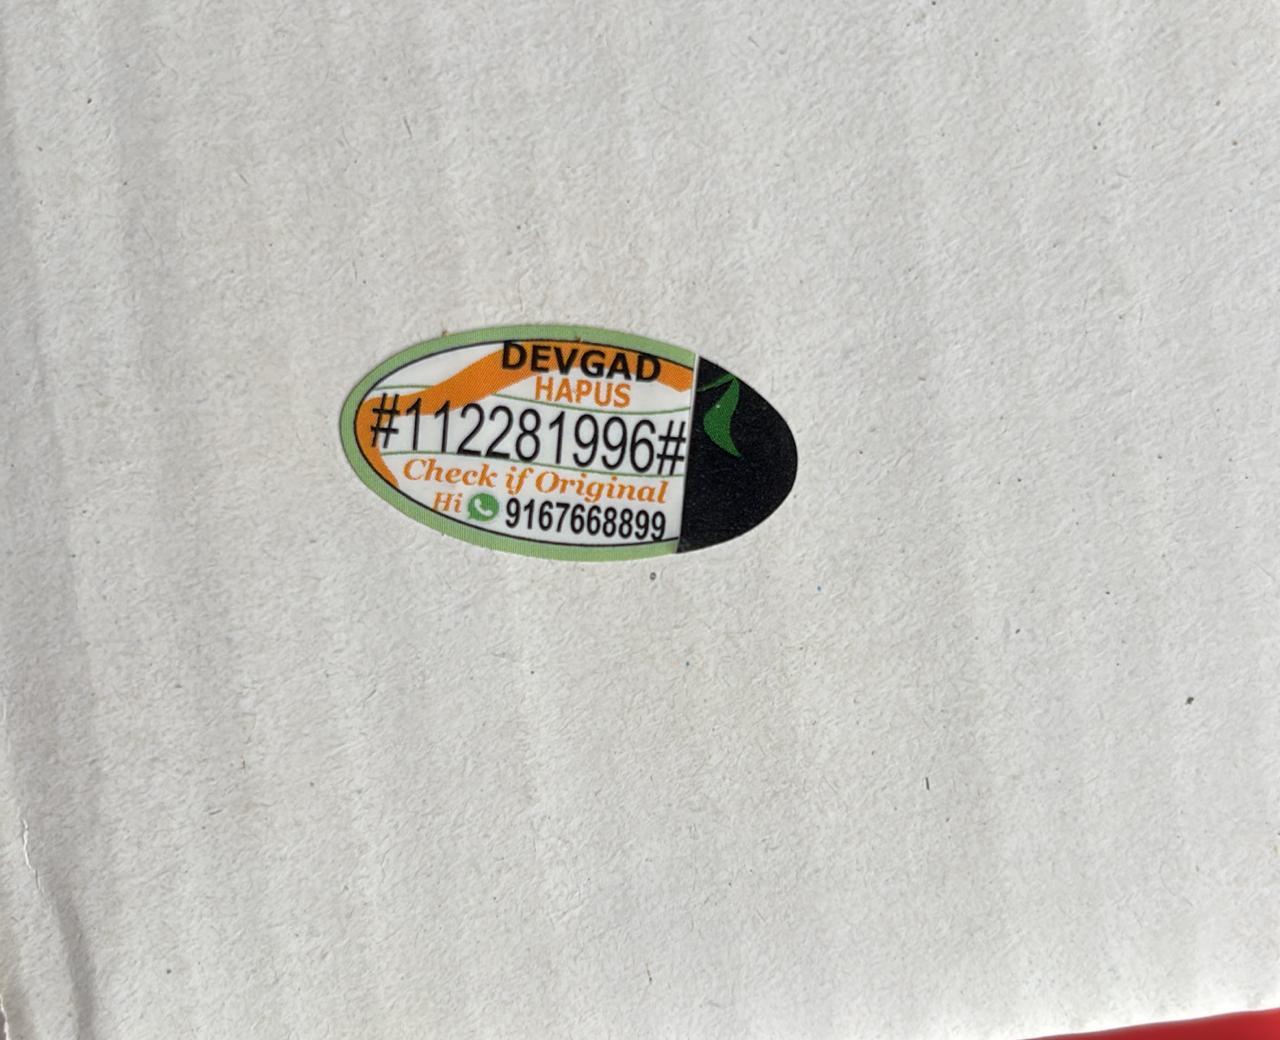 DEVGAD
HAPUS
#112281996#
Check if Original
Hi 9167668899